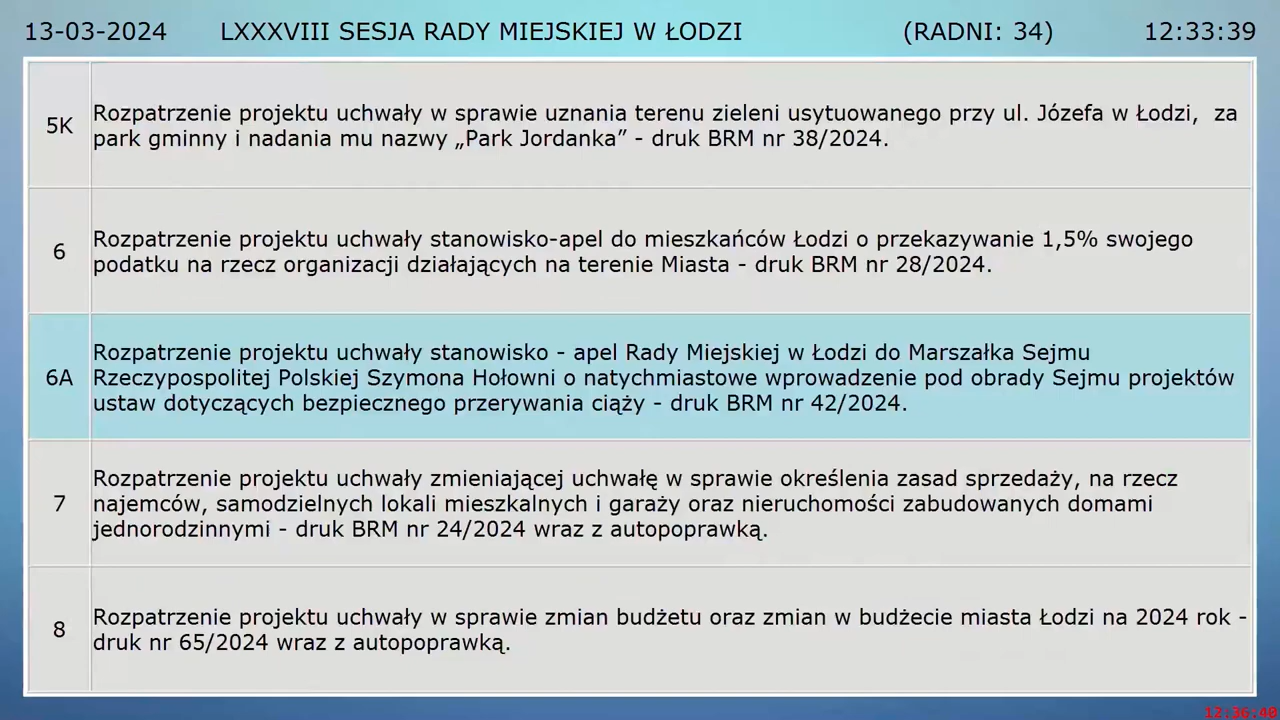 13-03-2024 LXXXVIII SESJA RADY MIEJSKIEJ W ŁODZI (RADNI: 34) 12:33:39
5K
Rozpatrzenie projektu uchwały w sprawie uznania terenu zieleni usytuowanego przy ul. Józefa w Łodzi, za
park gminny i nadania mu nazwy „Park Jordanka” - druk BRM nr 38/2024.
6
Rozpatrzenie projektu uchwały stanowisko-apel do mieszkańców Łodzi o przekazywanie 1,5% swojego
podatku na rzecz organizacji działających na terenie Miasta - druk BRM nr 28/2024.
6A
Rozpatrzenie projektu uchwały stanowisko - apel Rady Miejskiej w Łodzi do Marszałka Sejmu
Rzeczypospolitej Polskiej Szymona Hołowni o natychmiastowe wprowadzenie pod obrady Sejmu projektów
ustaw dotyczących bezpiecznego przerywania ciąży - druk BRM nr 42/2024.
7
Rozpatrzenie projektu uchwały zmieniającej uchwałę w sprawie określenia zasad sprzedaży, na rzecz
najemców, samodzielnych lokali mieszkalnych i garaży oraz nieruchomości zabudowanych domami
jednorodzinnymi - druk BRM nr 24/2024 wraz z autopoprawką.
8
Rozpatrzenie projektu uchwały w sprawie zmian budżetu oraz zmian w budżecie miasta Łodzi na 2024 rok -
druk nr 65/2024 wraz z autopoprawką.
12:36:40